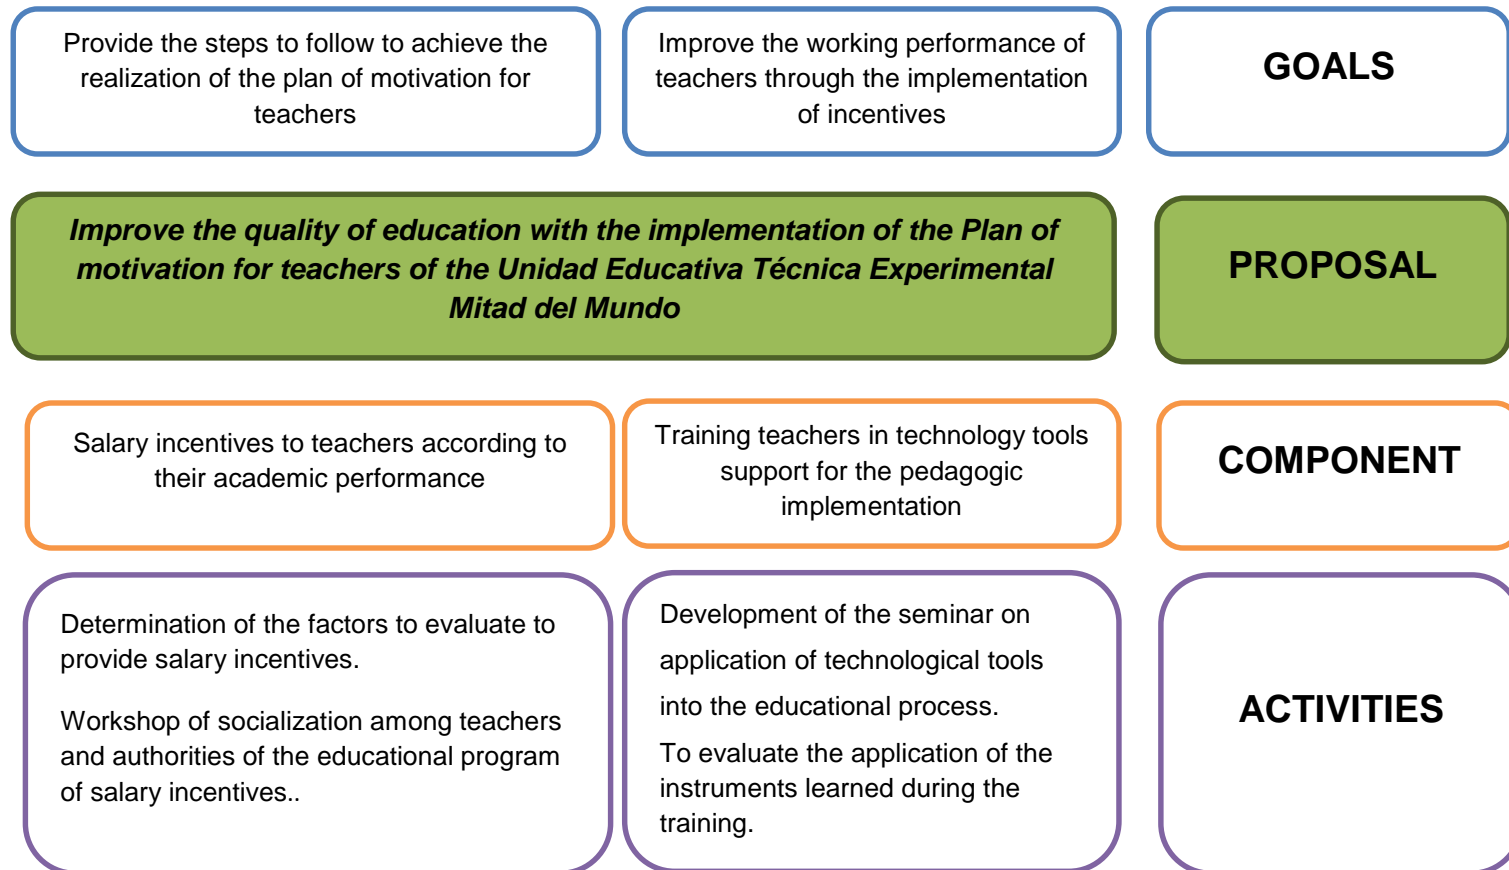 Provide the steps to follow to achieve the
realization of the plan of motivation for
teachers
Improve the working performance of
teachers through the implementation
of incentives
GOALS
Improve the quality of education with the implementation of the Plan of
motivation for teachers of the Unidad Educativa Técnica Experimental
Mitad del Mundo
PROPOSAL
Salary incentives to teachers according to
their academic performance
Training teachers in technology tools
support for the pedagogic
implementation
COMPONENT
Determination of the factors to evaluate to
provide salary incentives.
Workshop of socialization among teachers
and authorities of the educational program
of salary incentives..
Development of the seminar on
application of technological tools
into the educational process.
To evaluate the application of the
instruments learned during the
training.
ACTIVITIES